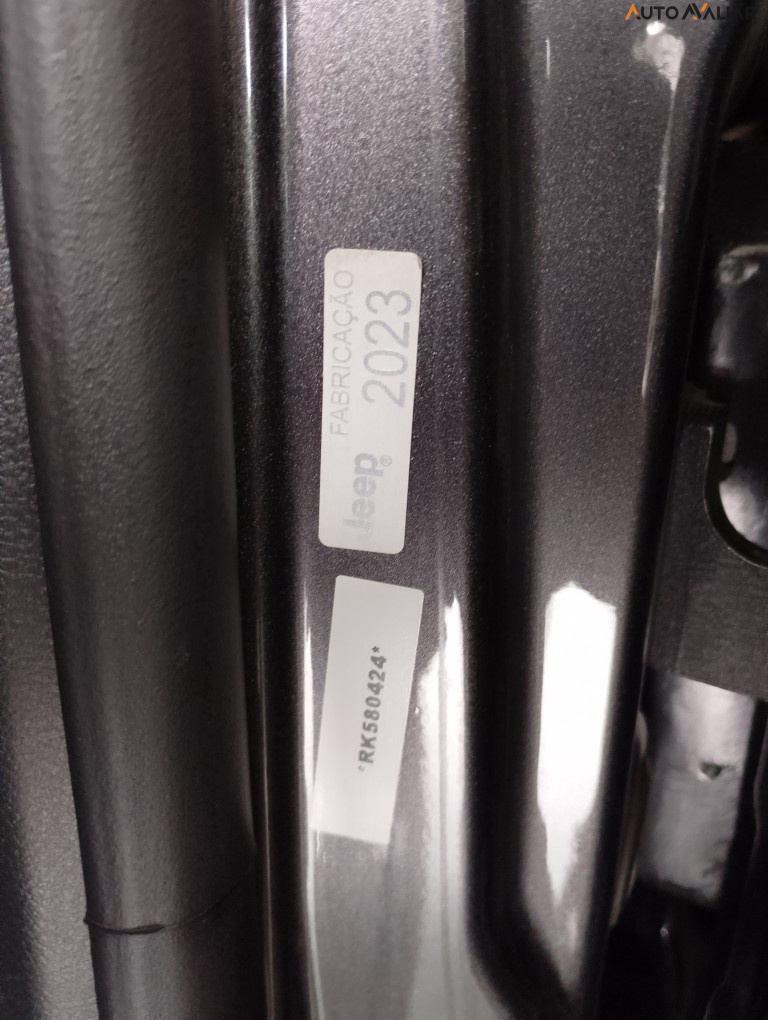 AUTO AVALIAR
FABRICAÇÃO
Jeep® 2023
*RK580424*